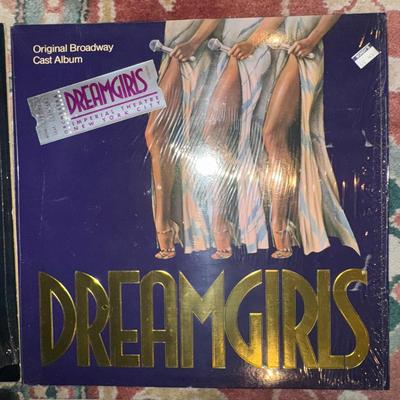 Original Broadway
Cast Album
DREAMGIRLS
IMPERIAL THEATRE
NEW YORK CITY
DREAMGIRLS